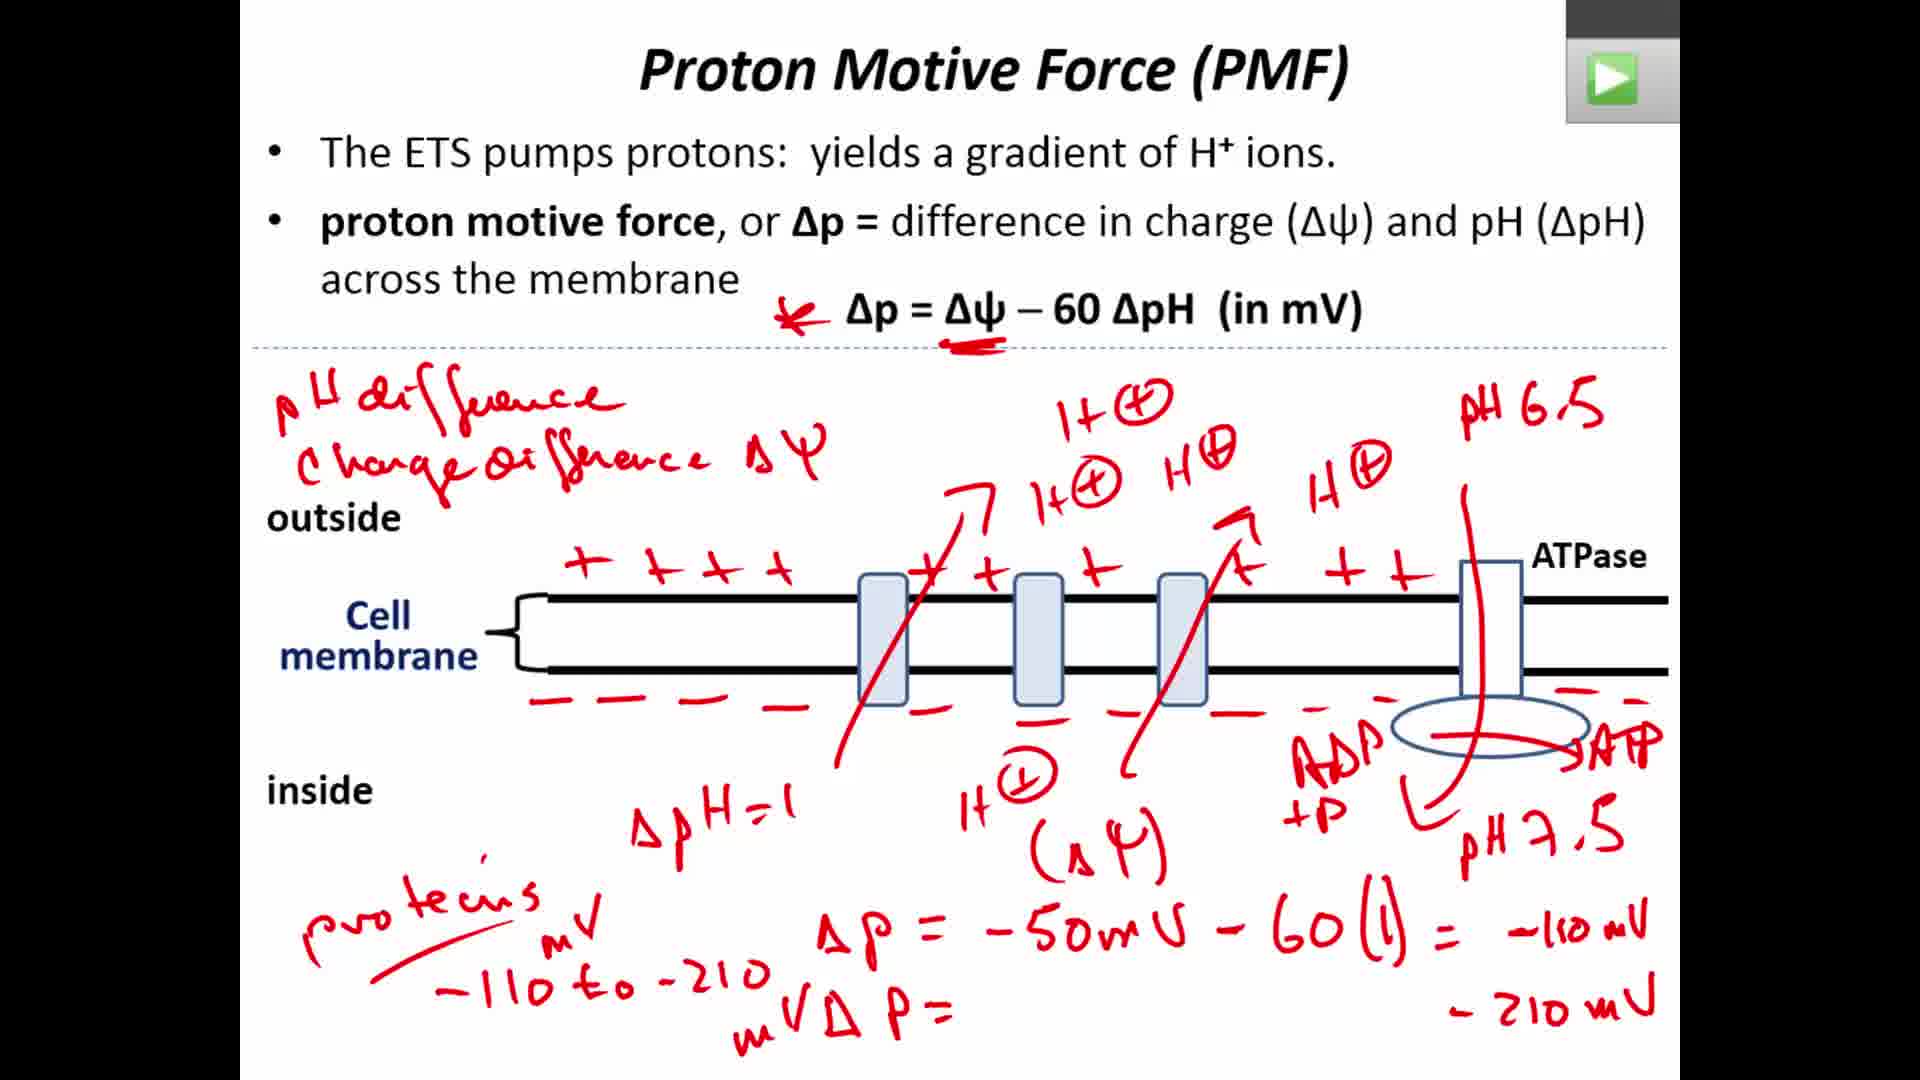 Proton Motive Force (PMF)
• The ETS pumps protons: yields a gradient of H⁺ ions.
• proton motive force, or Δp = difference in charge (Δψ) and pH (ΔpH)
across the membrane
Δp = Δψ – 60 ΔpH (in mV)
pH difference
Charge difference Δψ
pH 6.5
H+
H+
H+
H+
outside
+ + + + + + + + + +
ATPase
Cell
membrane
inside
ADP
+P
ATP
H+
ΔpH = 1
(Δψ)
pH 7.5
proteins
Δp = -50mV - 60(1) = -110 mV
mV
-110 to -210
mV
Δp =
-210 mV